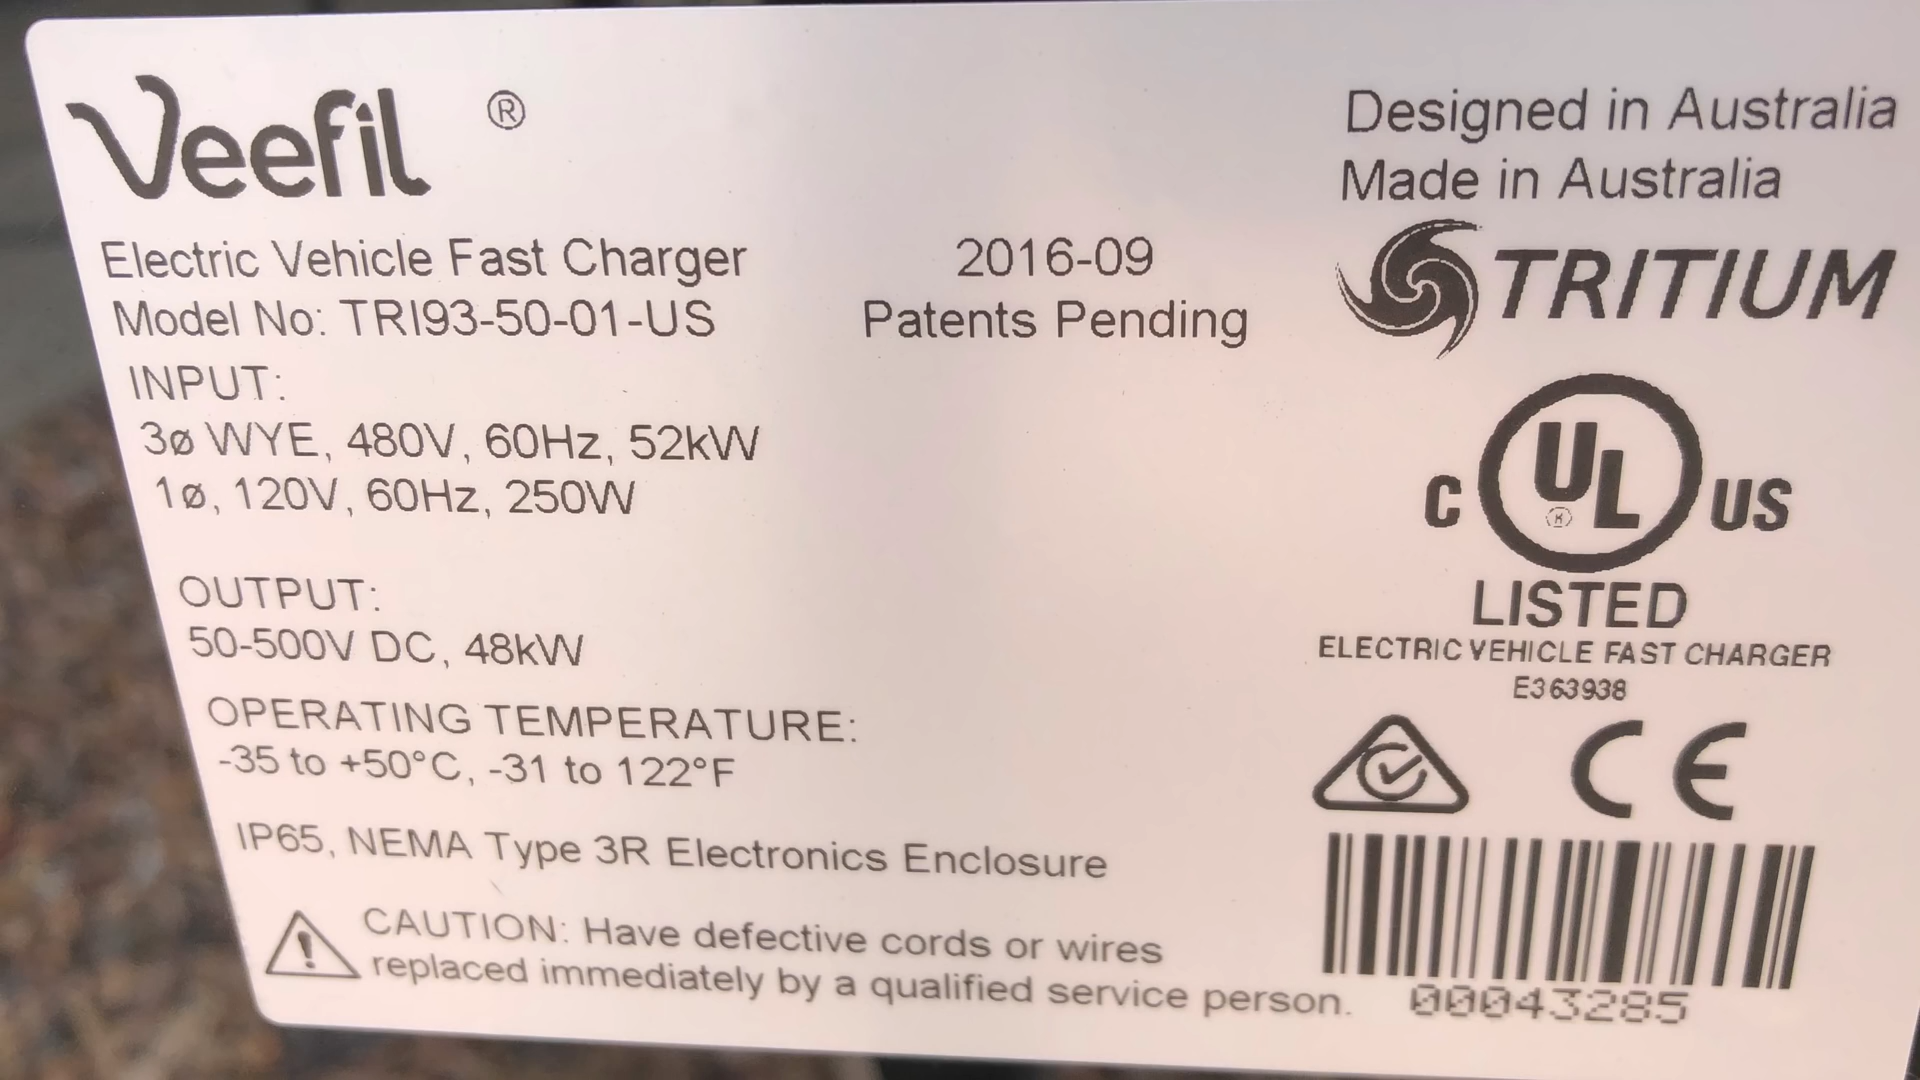 Veefil ®
Electric Vehicle Fast Charger
Model No: TRI93-50-01-US
2016-09
Patents Pending
Designed in Australia
Made in Australia
TRITIUM
INPUT:
3ø WYE, 480V, 60Hz, 52kW
1ø, 120V, 60Hz, 250W
OUTPUT:
50-500V DC, 48kW
OPERATING TEMPERATURE:
-35 to +50°C, -31 to 122°F
IP65, NEMA Type 3R Electronics Enclosure
CAUTION: Have defective cords or wires
replaced immediately by a qualified service person.
C UL ® US
LISTED
ELECTRIC VEHICLE FAST CHARGER
E363938
CE
00043285